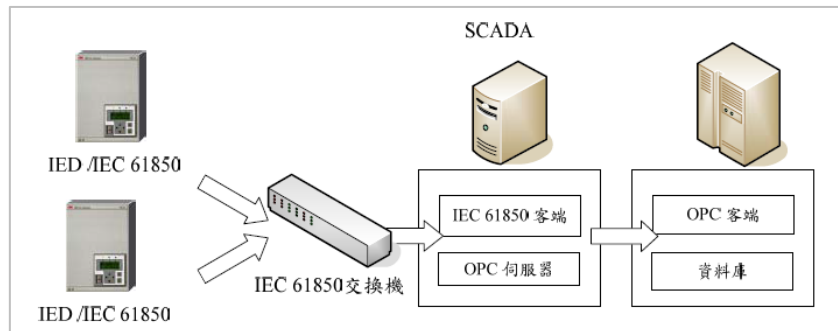 SCADA
IED /IEC 61850
IED /IEC 61850
IEC 61850交換機
IEC 61850 客端
OPC 伺服器
OPC 客端
資料庫